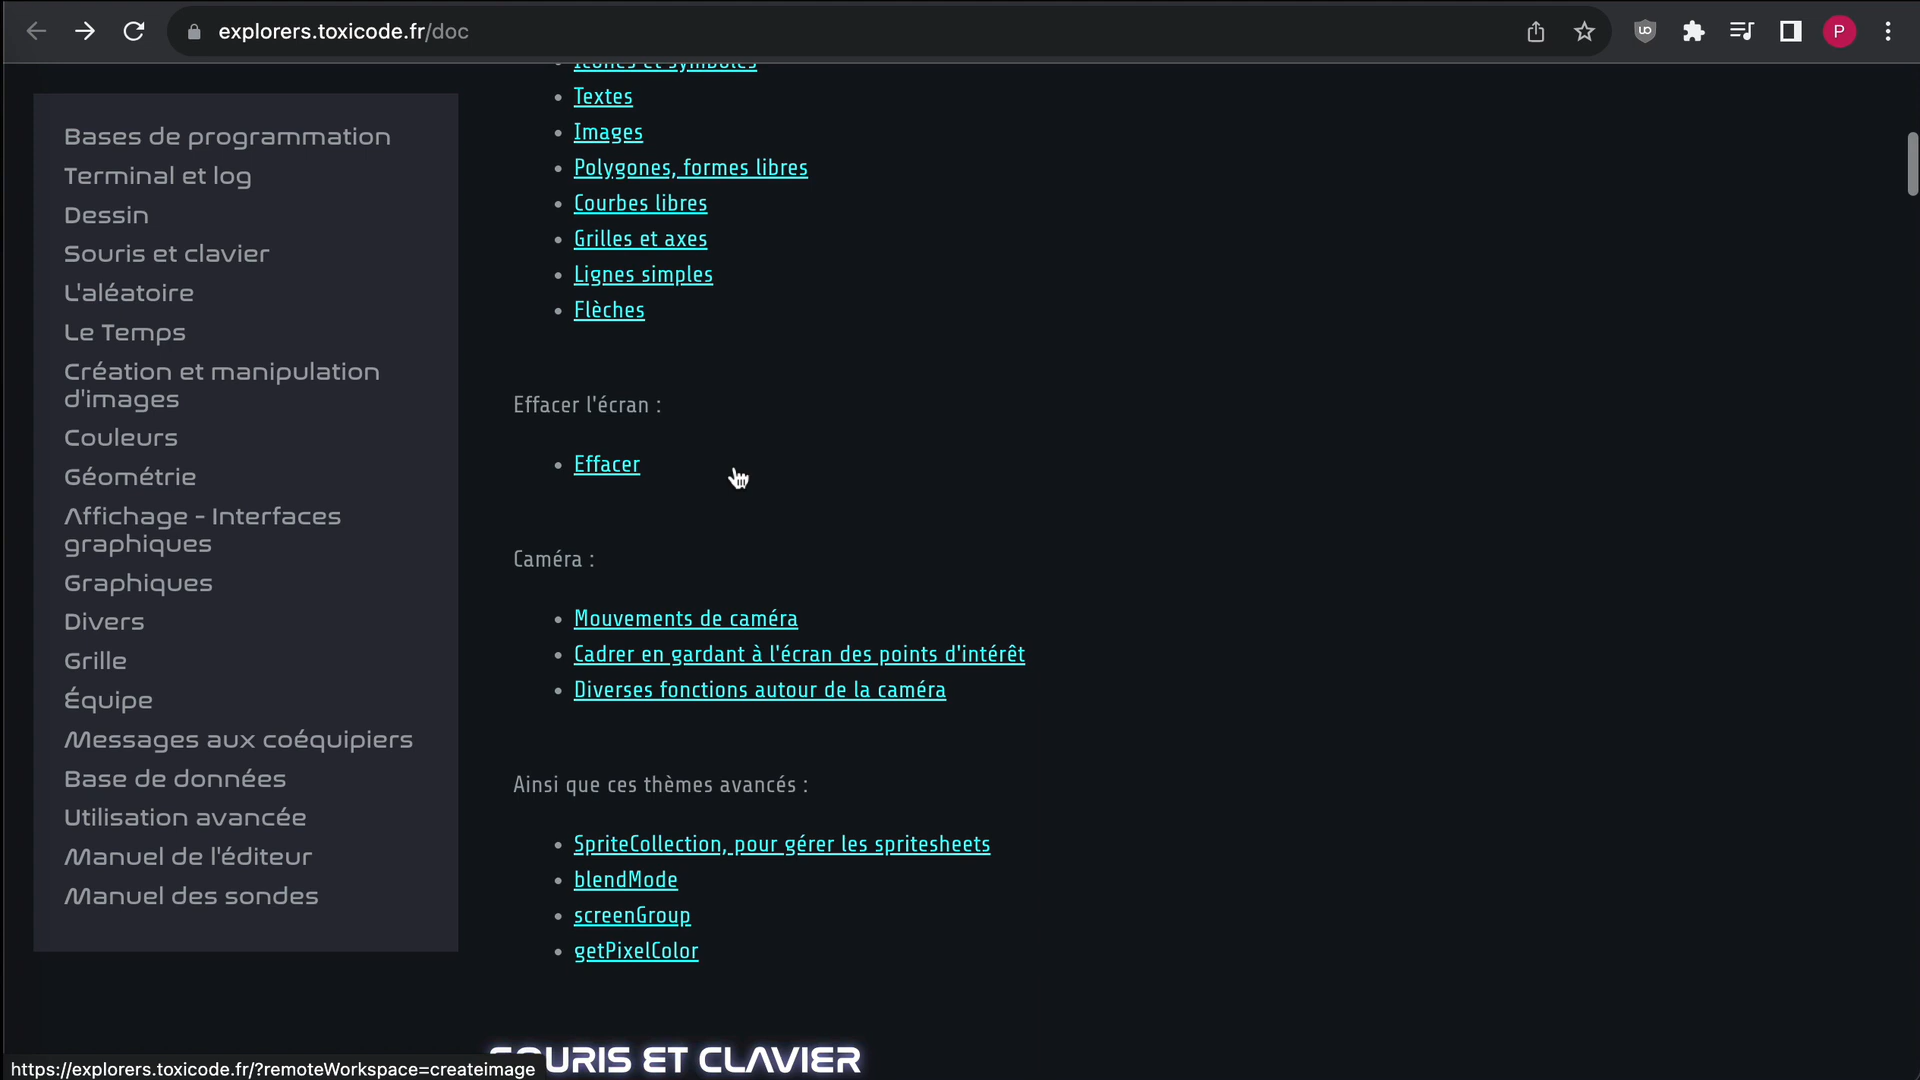 explorers.toxicode.fr/doc
P
Bases de programmation
Terminal et log
Dessin
Souris et clavier
L'aléatoire
Le Temps
Création et manipulation
d'images
Couleurs
Géométrie
Affichage - Interfaces
graphiques
Graphiques
Divers
Grille
Équipe
Messages aux coéquipiers
Base de données
Utilisation avancée
Manuel de l'éditeur
Manuel des sondes
Icônes et symboles
Textes
Images
Polygones, formes libres
Courbes libres
Grilles et axes
Lignes simples
Flèches
Effacer l'écran :
Effacer
Caméra :
Mouvements de caméra
Cadrer en gardant à l'écran des points d'intérêt
Diverses fonctions autour de la caméra
Ainsi que ces thèmes avancés :
SpriteCollection, pour gérer les spritesheets
blendMode
screenGroup
getPixelColor
SOURIS ET CLAVIER
https://explorers.toxicode.fr/?remoteWorkspace=createimage